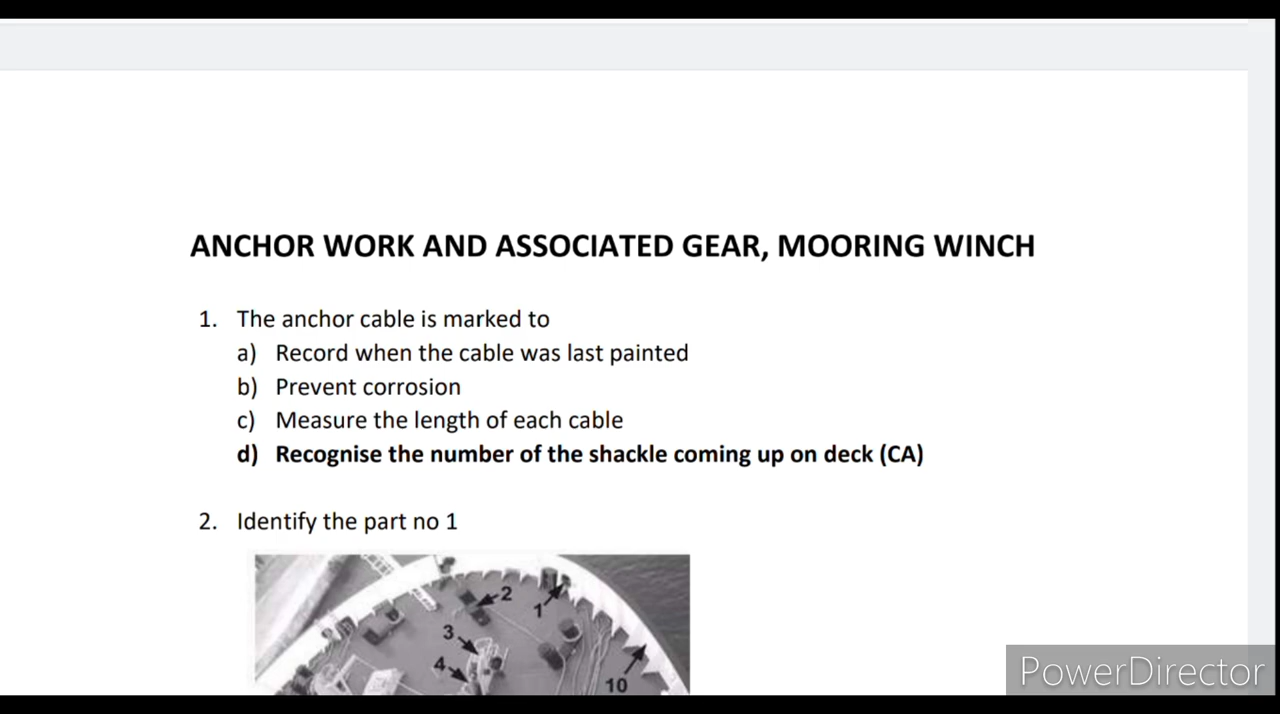 ANCHOR WORK AND ASSOCIATED GEAR, MOORING WINCH
1. The anchor cable is marked to
a) Record when the cable was last painted
b) Prevent corrosion
c) Measure the length of each cable
d) Recognise the number of the shackle coming up on deck (CA)
2. Identify the part no 1
2
1
3
4
10
PowerDirector